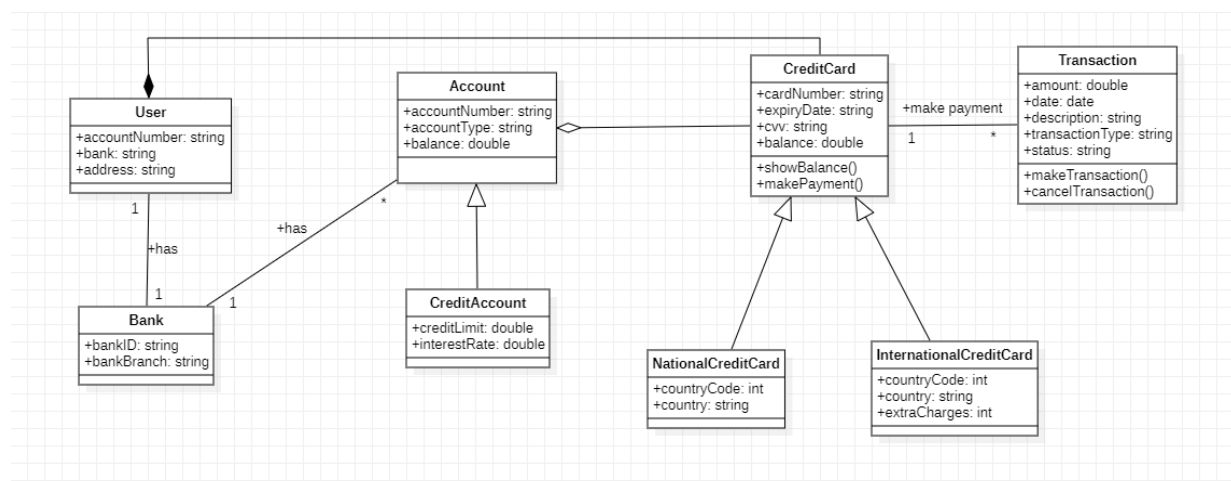 User
+accountNumber: string
+bank: string
+address: string
1
+has
1
Bank
+bankID: string
+bankBranch: string
Account
+accountNumber: string
+accountType: string
+balance: double
*
+has
1
CreditAccount
+creditLimit: double
+interestRate: double
CreditCard
+cardNumber: string
+expiryDate: string
+cvv: string
+balance: double
+showBalance()
+makePayment()
+make payment
1
*
Transaction
+amount: double
+date: date
+description: string
+transactionType: string
+status: string
+makeTransaction()
+cancelTransaction()
NationalCreditCard
+countryCode: int
+country: string
InternationalCreditCard
+countryCode: int
+country: string
+extraCharges: int